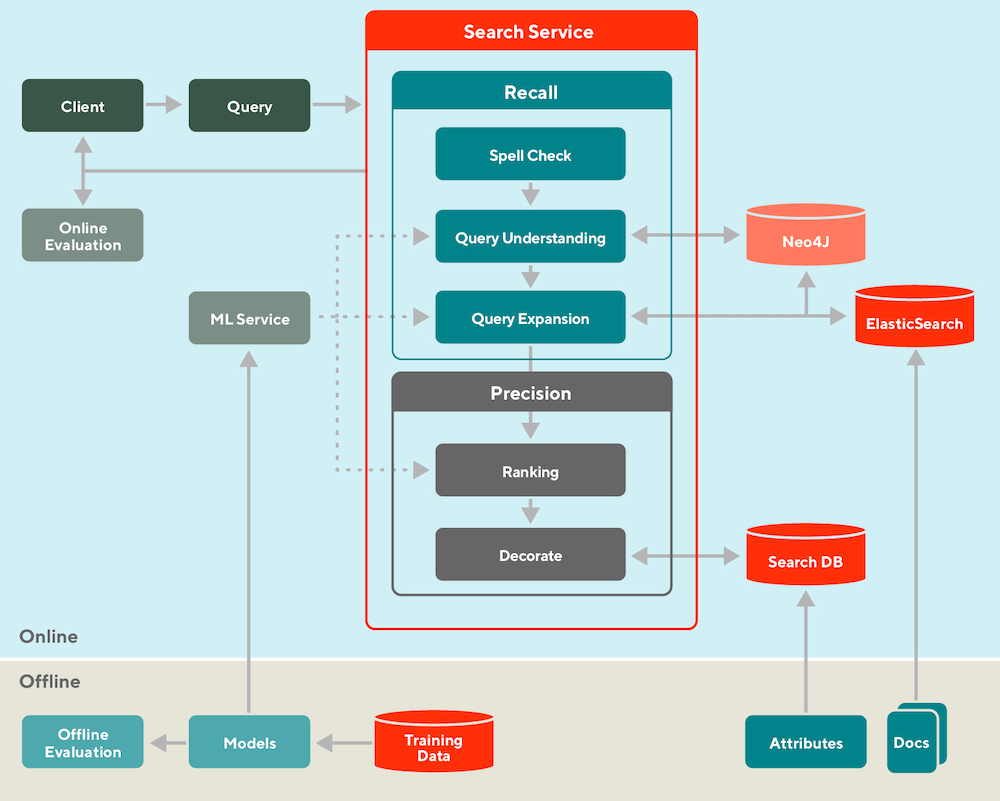 Search Service
Recall
Client
Query
Spell Check
Online
Evaluation
Query Understanding
Neo4J
ML Service
Query Expansion
ElasticSearch
Precision
Ranking
Decorate
Search DB
Online
Offline
Offline
Evaluation
Models
Training
Data
Attributes
Docs